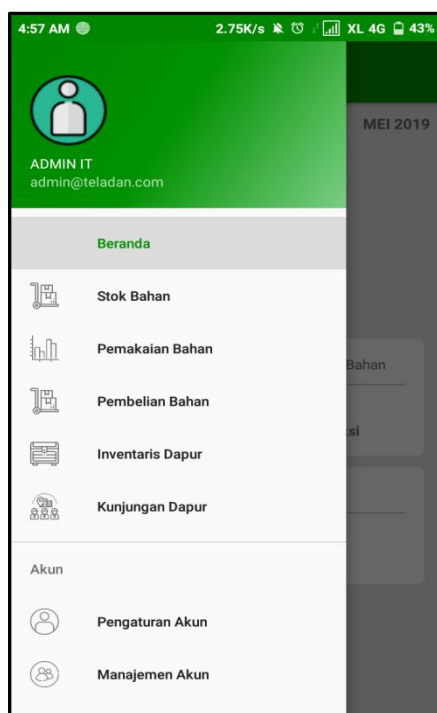 4:57 AM 2.75K/s XL 4G 43%
ADMIN IT
admin@teladan.com
MEI 2019
Beranda
Stok Bahan
Pemakaian Bahan
Bahan
Pembelian Bahan
si
Inventaris Dapur
Kunjungan Dapur
Akun
Pengaturan Akun
Manajemen Akun